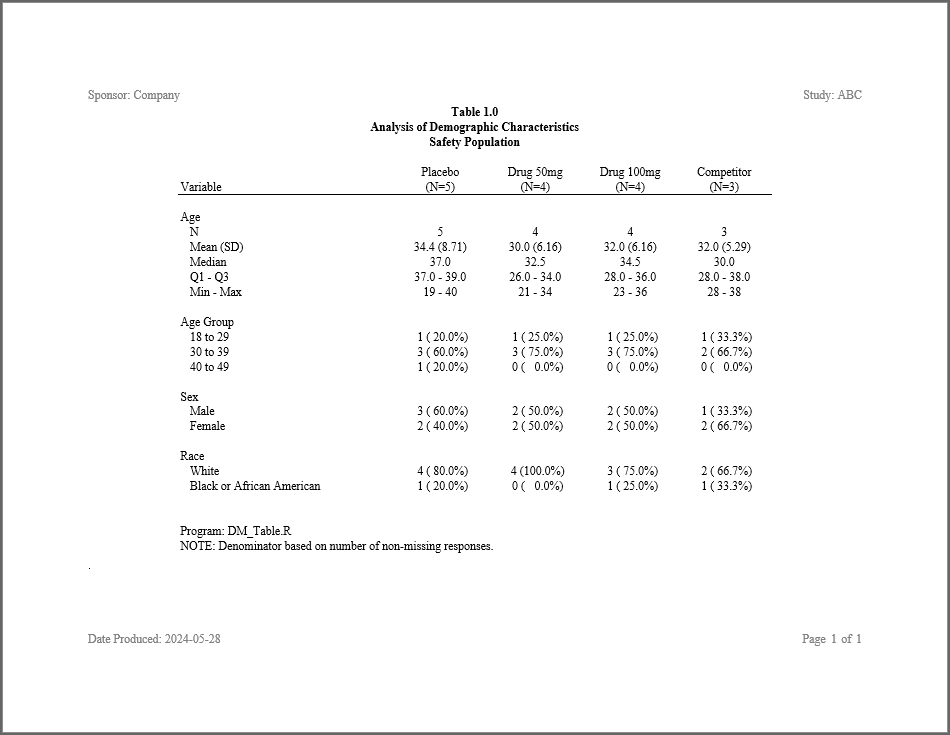 Sponsor: Company Study: ABC
Table 1.0
Analysis of Demographic Characteristics
Safety Population
Placebo Drug 50mg Drug 100mg Competitor
Variable (N=5) (N=4) (N=4) (N=3)
Age
N 5 4 4 3
Mean (SD) 34.4 (8.71) 30.0 (6.16) 32.0 (6.16) 32.0 (5.29)
Median 37.0 32.5 34.5 30.0
Q1 - Q3 37.0 - 39.0 26.0 - 34.0 28.0 - 36.0 28.0 - 38.0
Min - Max 19 - 40 21 - 34 23 - 36 28 - 38
Age Group
18 to 29 1 ( 20.0%) 1 ( 25.0%) 1 ( 25.0%) 1 ( 33.3%)
30 to 39 3 ( 60.0%) 3 ( 75.0%) 3 ( 75.0%) 2 ( 66.7%)
40 to 49 1 ( 20.0%) 0 (  0.0%) 0 (  0.0%) 0 (  0.0%)
Sex
Male 3 ( 60.0%) 2 ( 50.0%) 2 ( 50.0%) 1 ( 33.3%)
Female 2 ( 40.0%) 2 ( 50.0%) 2 ( 50.0%) 2 ( 66.7%)
Race
White 4 ( 80.0%) 4 (100.0%) 3 ( 75.0%) 2 ( 66.7%)
Black or African American 1 ( 20.0%) 0 (  0.0%) 1 ( 25.0%) 1 ( 33.3%)
Program: DM_Table.R
NOTE: Denominator based on number of non-missing responses.
.
Date Produced: 2024-05-28 Page 1 of 1